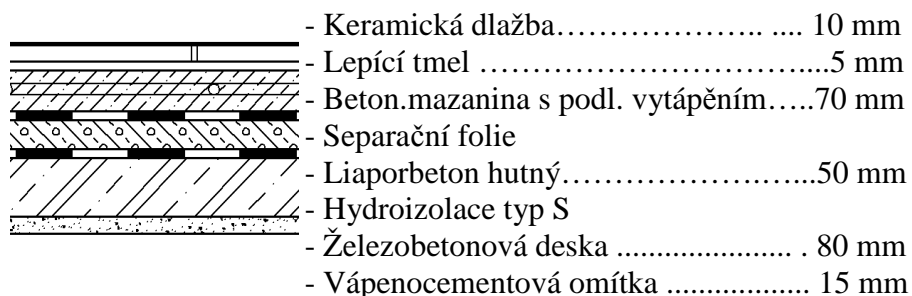 - Keramická dlažba……………….. .... 10 mm
- Lepící tmel …………………………...5 mm
- Beton.mazanina s podl. vytápěním…..70 mm
- Separační folie
- Liaporbeton hutný……………………...50 mm
- Hydroizolace typ S
- Železobetonová deska ..................... . 80 mm
- Vápenocementová omítka ................. 15 mm